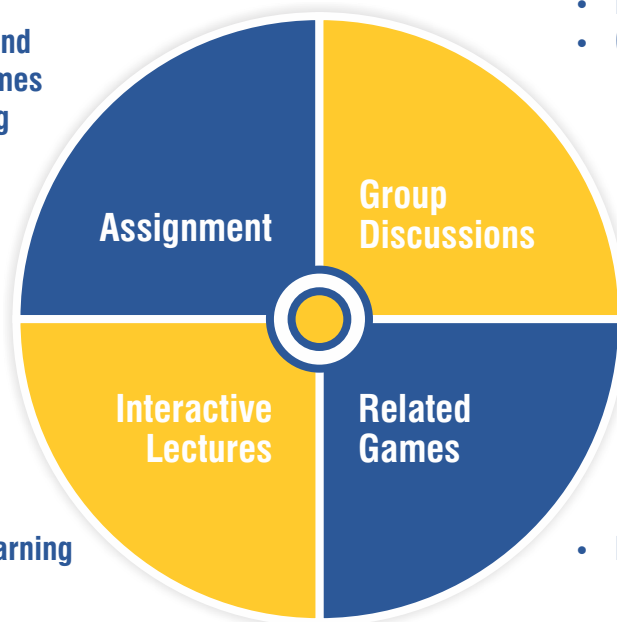 Assignment
Group
Discussions
Interactive
Lectures
Related
Games